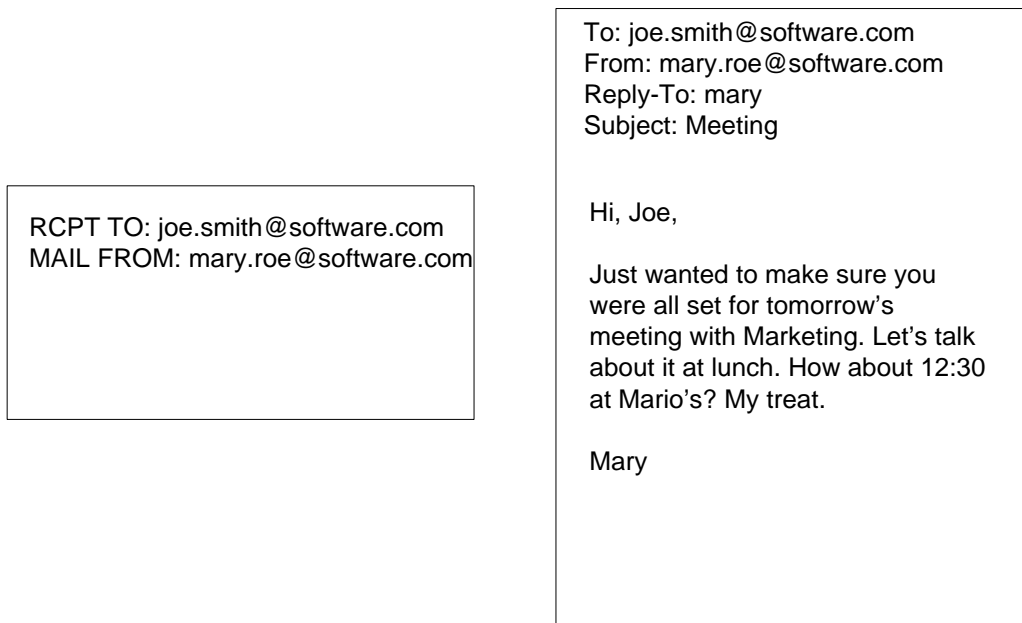 RCPT TO: joe.smith@software.com
MAIL FROM: mary.roe@software.com
To: joe.smith@software.com
From: mary.roe@software.com
Reply-To: mary
Subject: Meeting
Hi, Joe,
Just wanted to make sure you
were all set for tomorrow’s
meeting with Marketing. Let’s talk
about it at lunch. How about 12:30
at Mario’s? My treat.
Mary